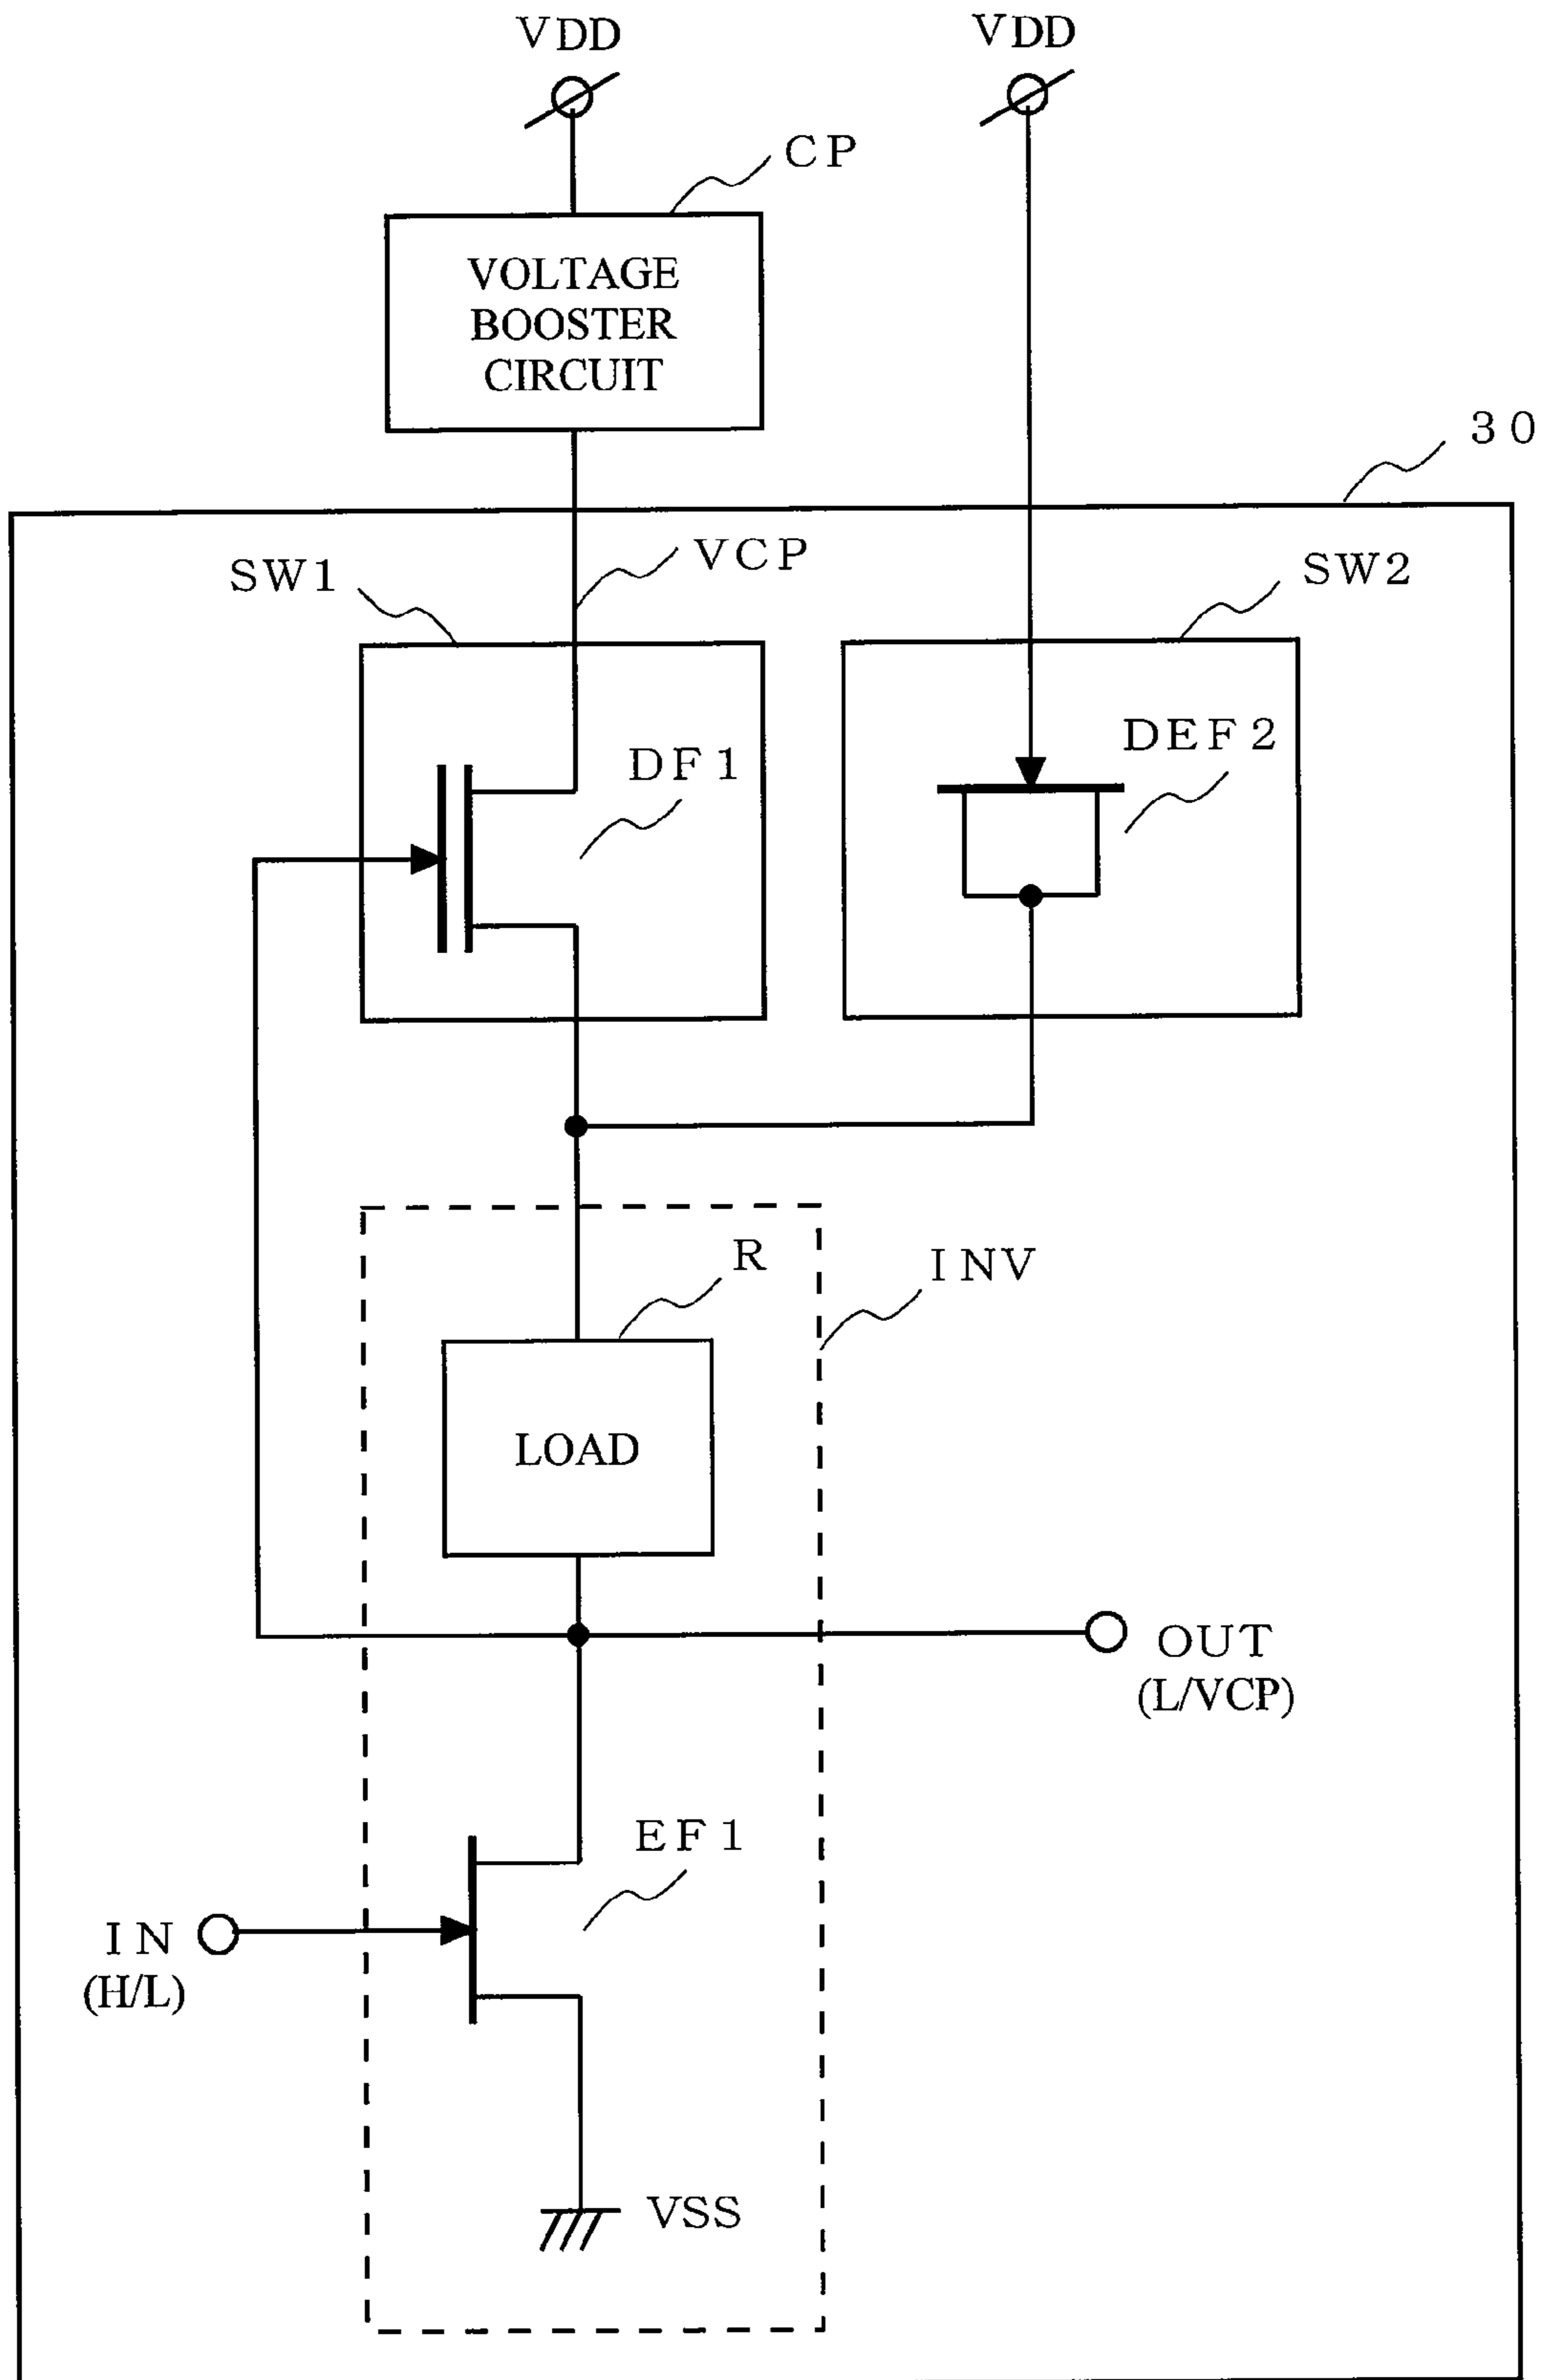 VDD
VDD
CP
VOLTAGE
BOOSTER
CIRCUIT
30
SW1
VCP
SW2
DF1
DEF2
R
INV
LOAD
OUT
(L/VCP)
EF1
IN
(H/L)
VSS